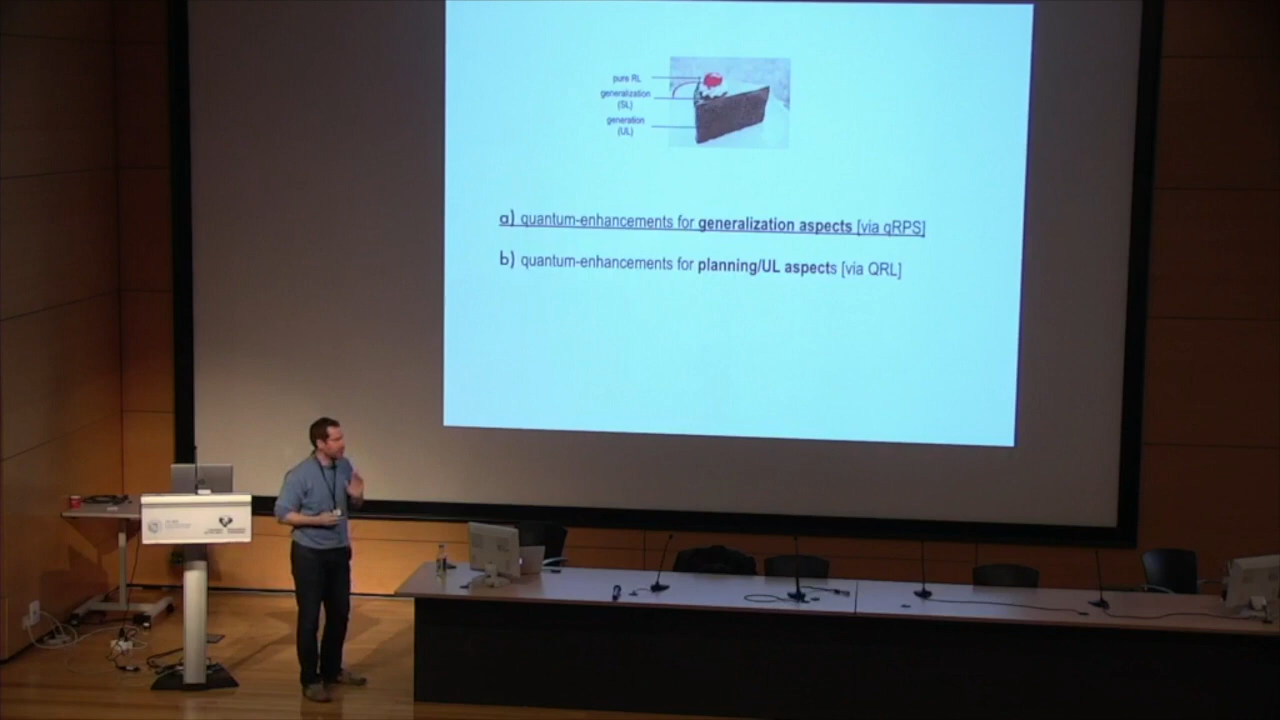 pure RL
generalization
(SL)
generation
(UL)
a) quantum-enhancements for generalization aspects [via qRPS]
b) quantum-enhancements for planning/UL aspects [via QRL]